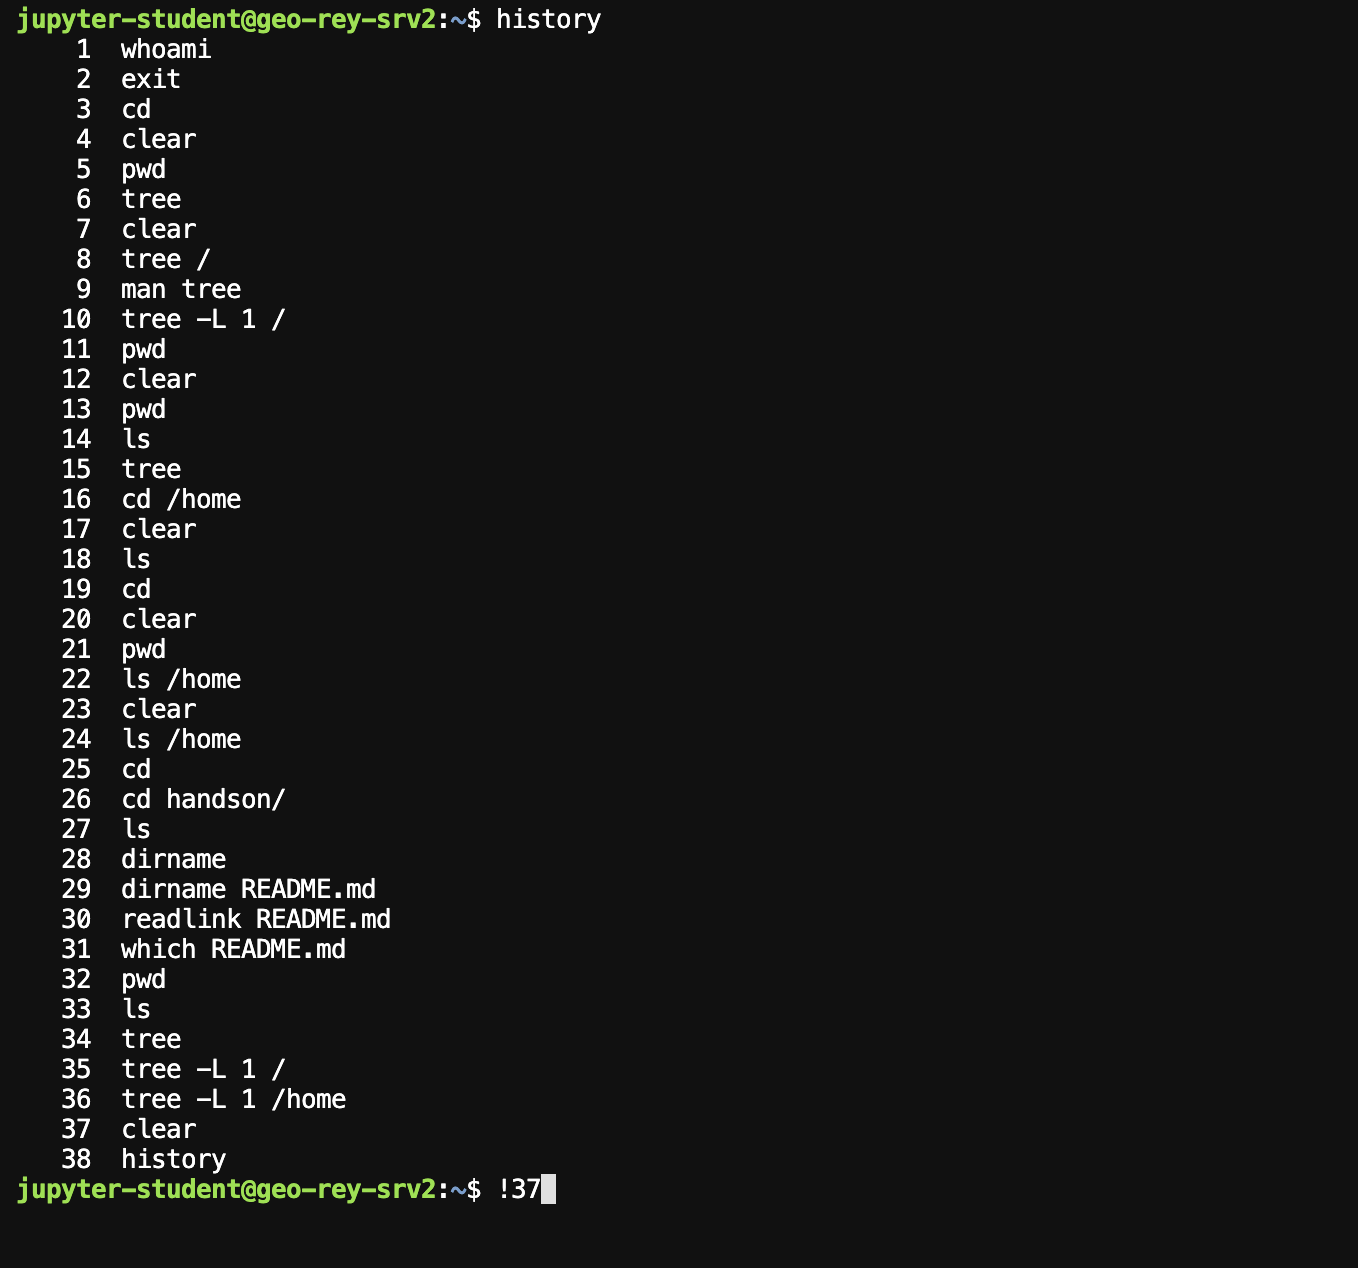 jupyter-student@geo-rey-srv2:~$ history
1 whoami
2 exit
3 cd
4 clear
5 pwd
6 tree
7 clear
8 tree /
9 man tree
10 tree -L 1 /
11 pwd
12 clear
13 pwd
14 ls
15 tree
16 cd /home
17 clear
18 ls
19 cd
20 clear
21 pwd
22 ls /home
23 clear
24 ls /home
25 cd
26 cd handson/
27 ls
28 dirname
29 dirname README.md
30 readlink README.md
31 which README.md
32 pwd
33 ls
34 tree
35 tree -L 1 /
36 tree -L 1 /home
37 clear
38 history
jupyter-student@geo-rey-srv2:~$ !37